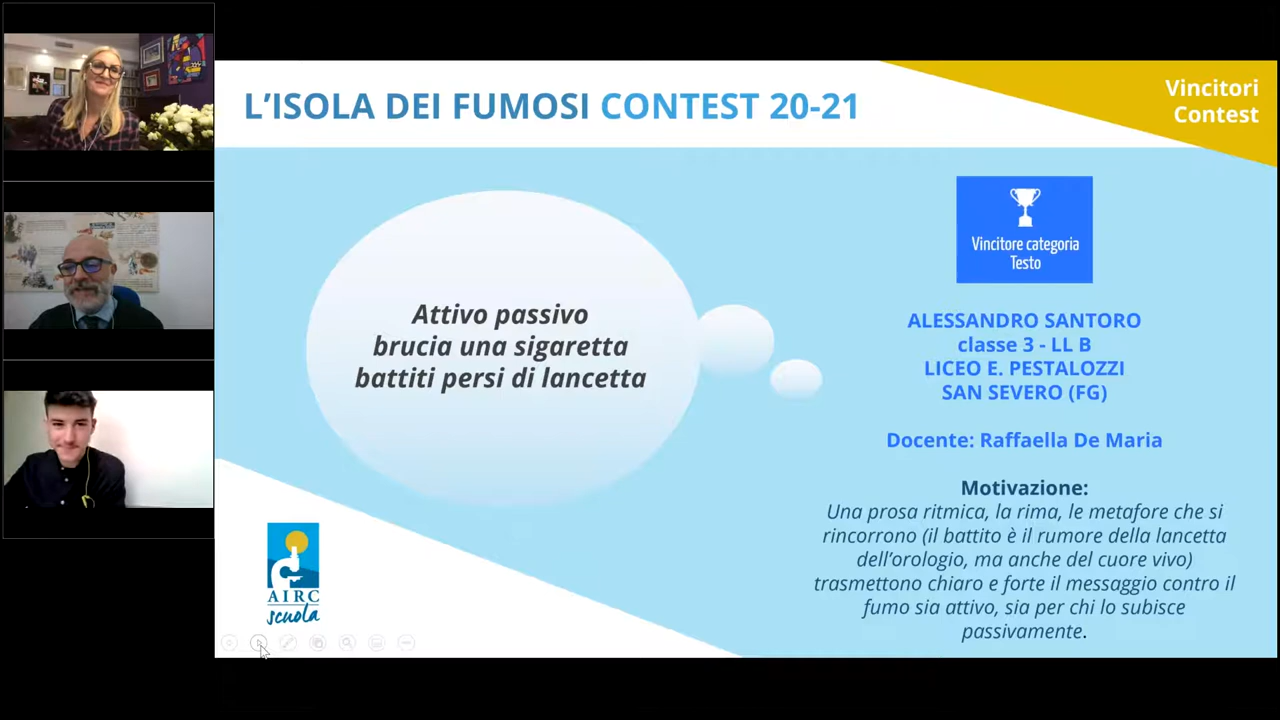 L'ISOLA DEI FUMOSI CONTEST 20-21
Vincitori
Contest
Attivo passivo
brucia una sigaretta
battiti persi di lancetta
Vincitore categoria
Testo
ALESSANDRO SANTORO
classe 3 - LL B
LICEO E. PESTALOZZI
SAN SEVERO (FG)
Docente: Raffaella De Maria
Motivazione:
Una prosa ritmica, la rima, le metafore che si
rincorrono (il battito è il rumore della lancetta
dell'orologio, ma anche del cuore vivo)
trasmettono chiaro e forte il messaggio contro il
fumo sia attivo, sia per chi lo subisce
passivamente.
AIRC
scuola